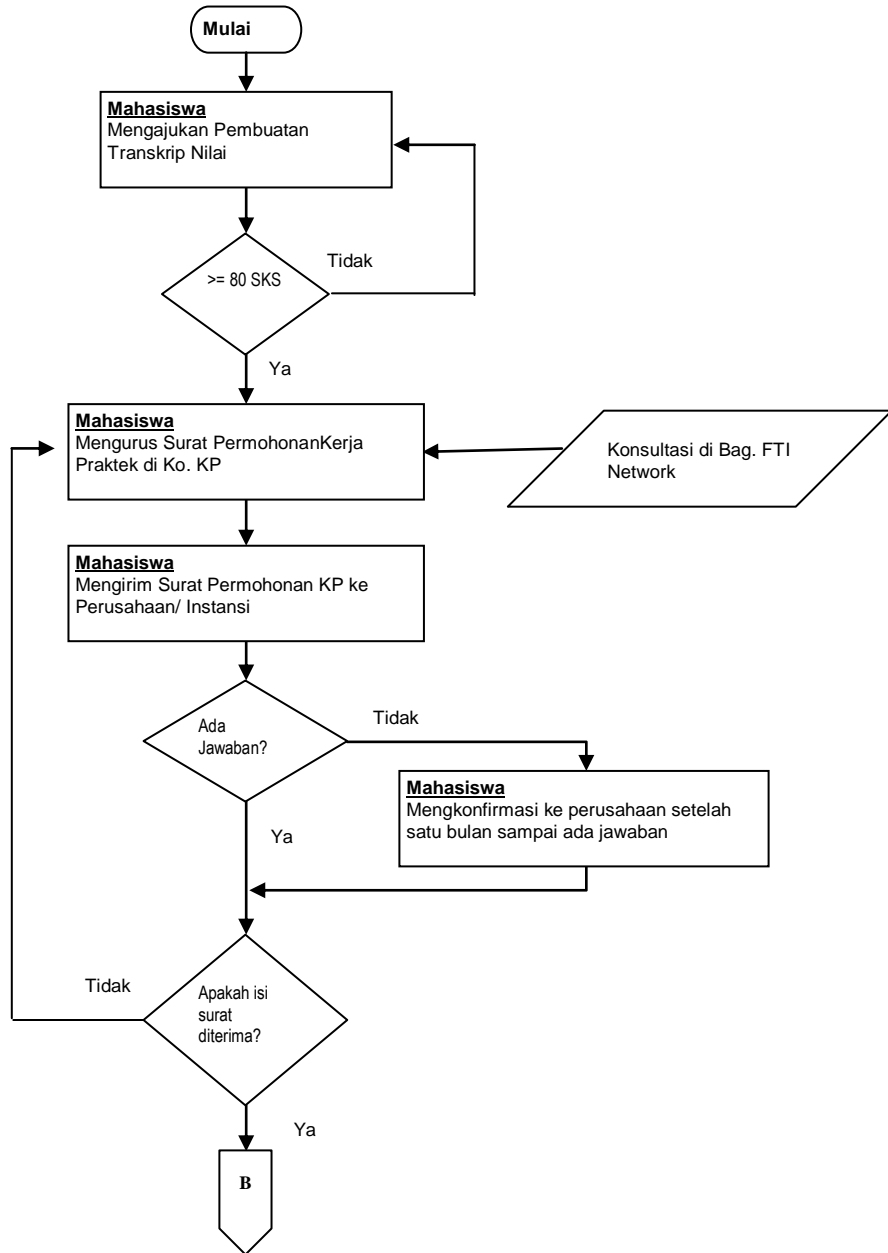 Mulai
Mahasiswa
Mengajukan Pembuatan
Transkrip Nilai
>= 80 SKS
Tidak
Ya
Mahasiswa
Mengurus Surat PermohonanKerja
Praktek di Ko. KP
Konsultasi di Bag. FTI
Network
Mahasiswa
Mengirim Surat Permohonan KP ke
Perusahaan/ Instansi
Ada
Jawaban?
Tidak
Mahasiswa
Mengkonfirmasi ke perusahaan setelah
satu bulan sampai ada jawaban
Ya
Apakah isi
surat
diterima?
Tidak
Ya
B